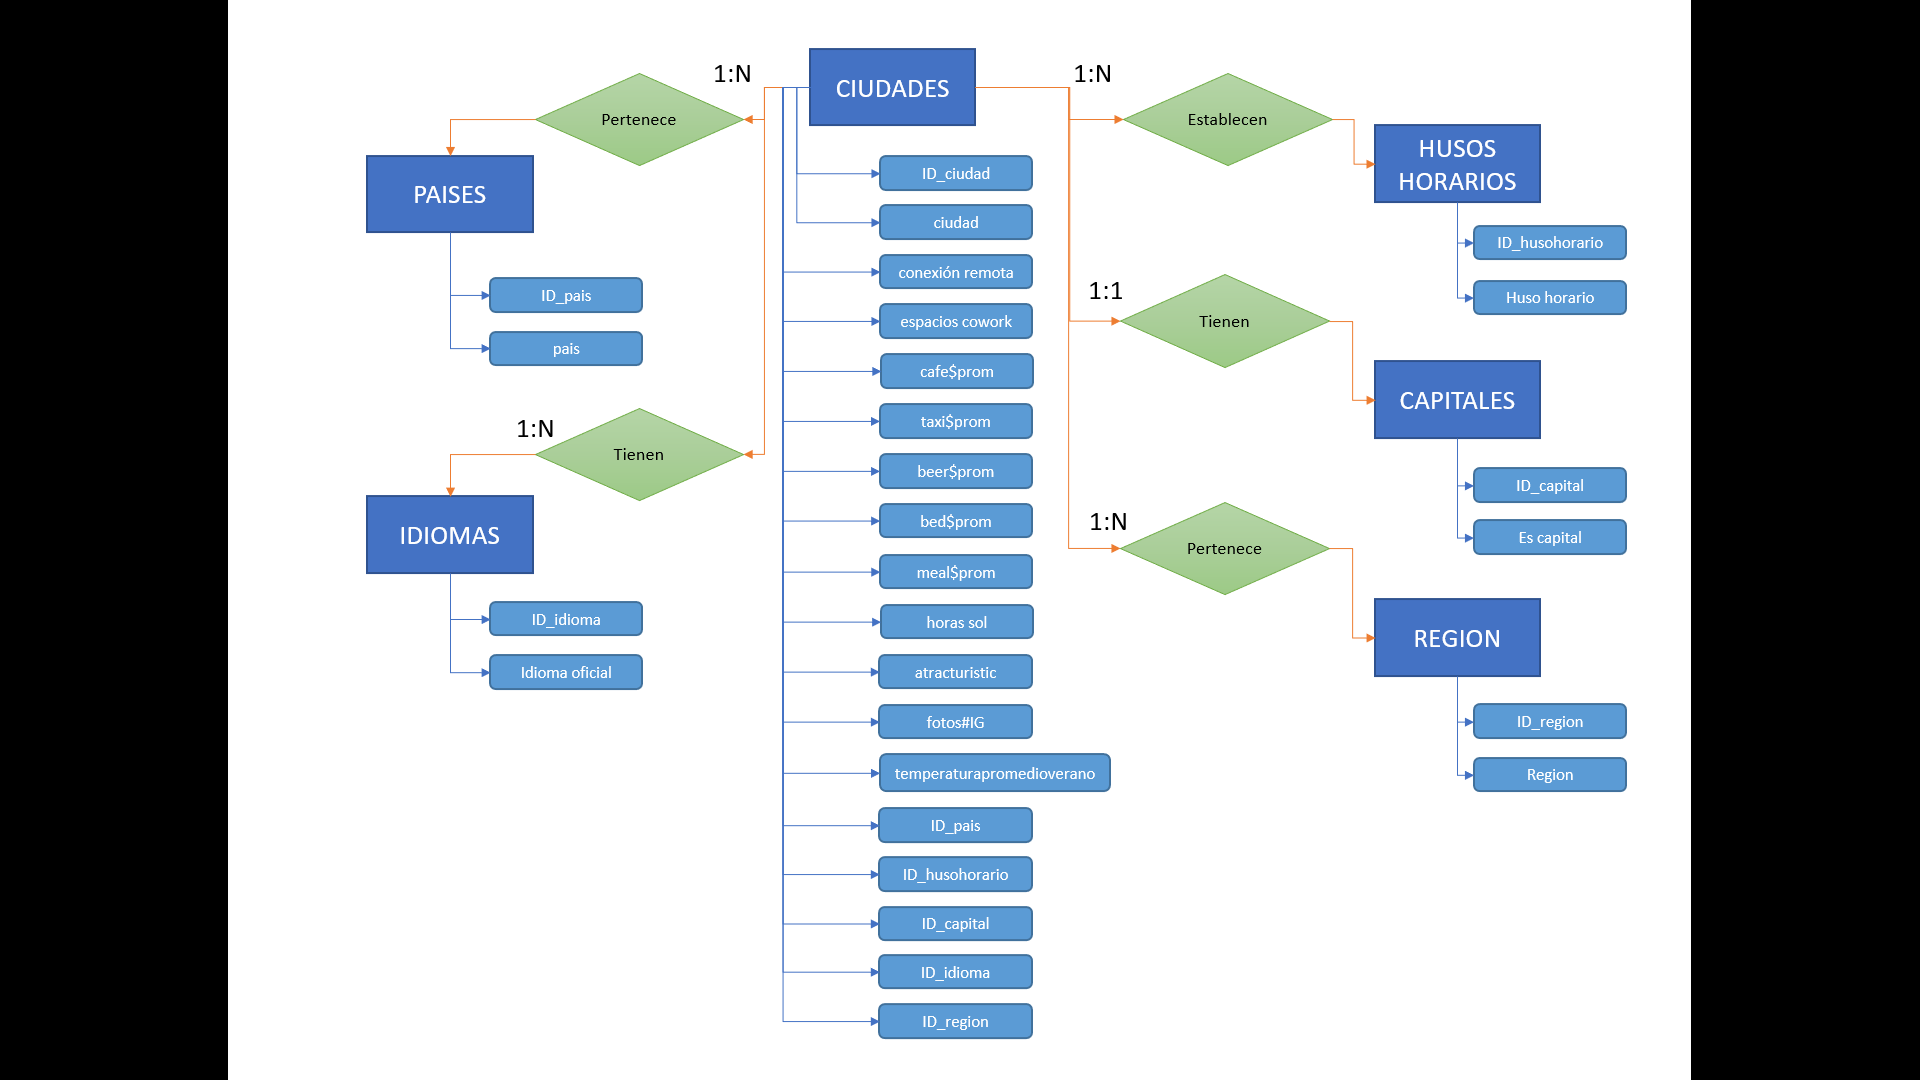 1:N
CIUDADES
1:N
Pertenece
Establecen
PAISES
HUSOS
HORARIOS
ID_pais
pais
ID_husohorario
Huso horario
ID_ciudad
ciudad
conexión remota
espacios cowork
cafe$prom
taxi$prom
beer$prom
bed$prom
meal$prom
horas sol
atracturistic
fotos#IG
temperaturapromedioverano
ID_pais
ID_husohorario
ID_capital
ID_idioma
ID_region
1:N
Tienen
IDIOMAS
ID_idioma
Idioma oficial
1:1
Tienen
CAPITALES
ID_capital
Es capital
1:N
Pertenece
REGION
ID_region
Region